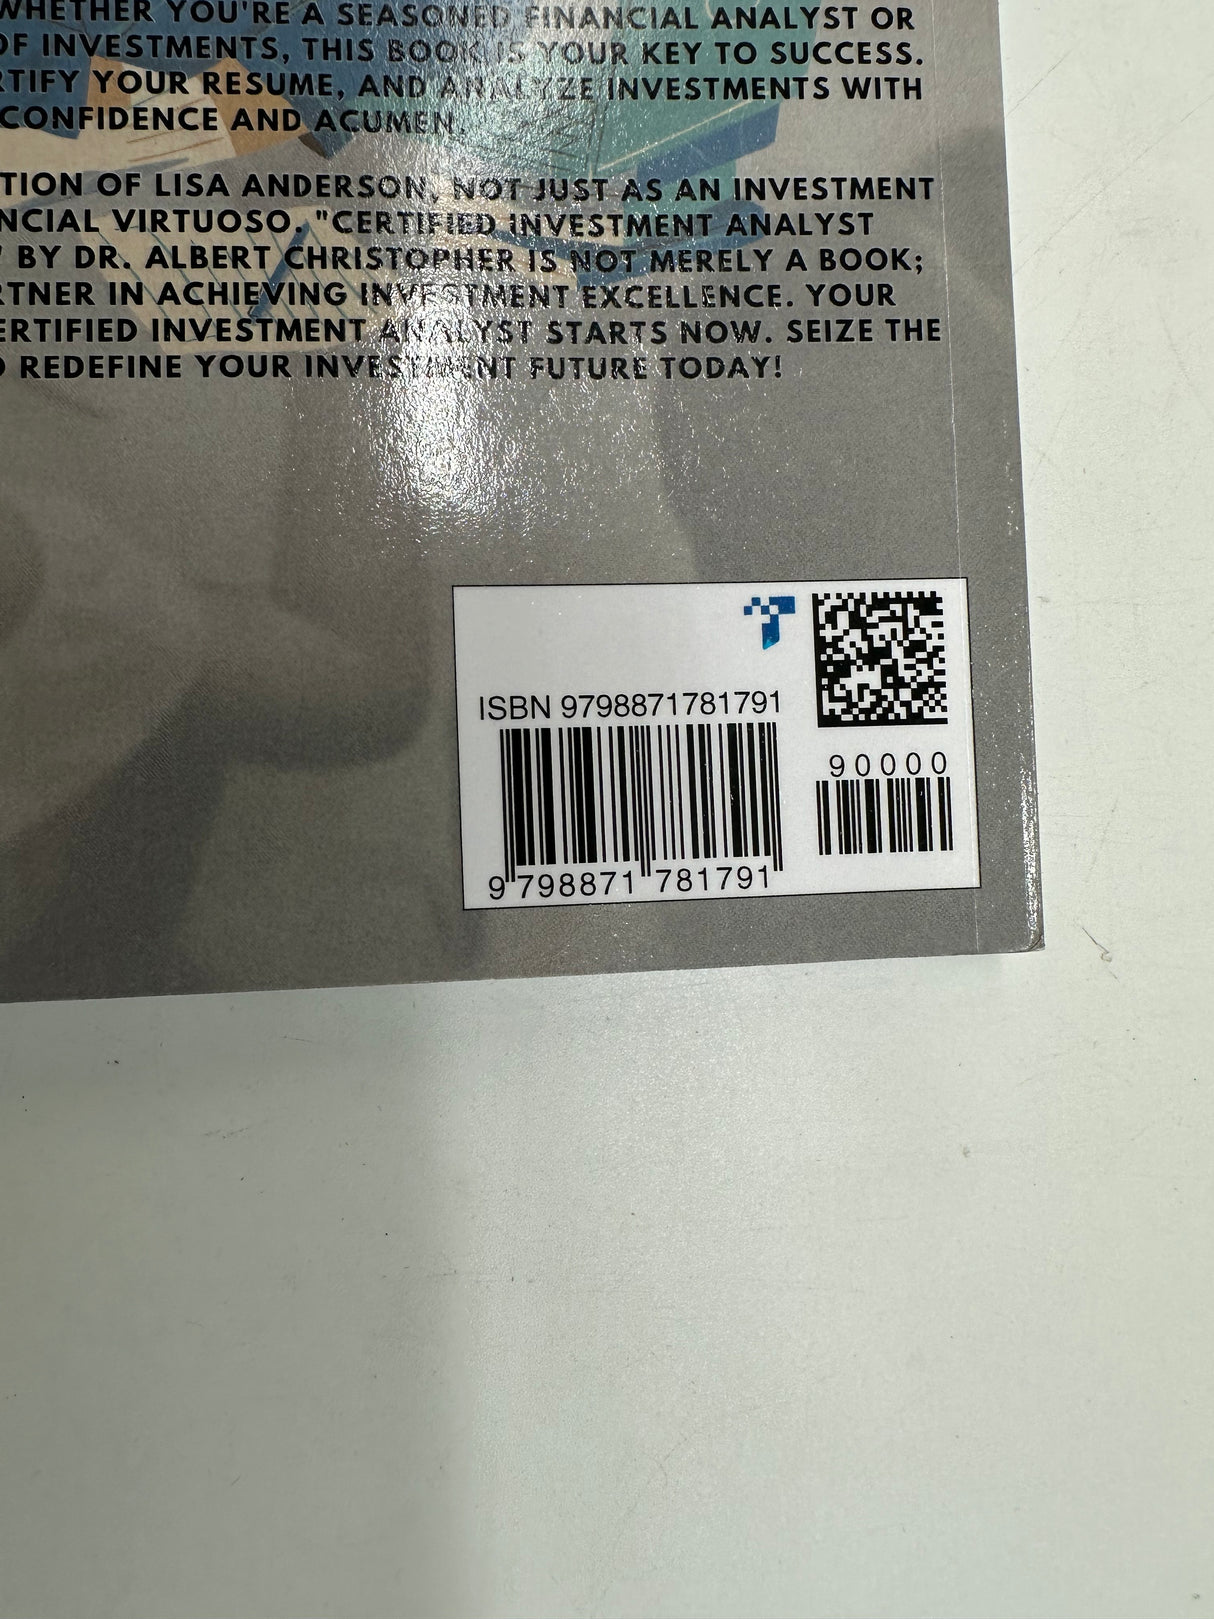 WHETHER YOU'RE A SEASONED FINANCIAL ANALYST OR
OF INVESTMENTS, THIS BOOK IS YOUR KEY TO SUCCESS.
RTIFY YOUR RESUME, AND ANALYZE INVESTMENTS WITH
CONFIDENCE AND ACUMEN.
TION OF LISA ANDERSON, NOT JUST AS AN INVESTMENT
NCIAL VIRTUOSO. "CERTIFIED INVESTMENT ANALYST
" BY DR. ALBERT CHRISTOPHER IS NOT MERELY A BOOK;
RTNER IN ACHIEVING INVESTMENT EXCELLENCE. YOUR
ERTIFIED INVESTMENT ANALYST STARTS NOW. SEIZE THE
D REDEFINE YOUR INVESTMENT FUTURE TODAY!
ISBN 9798871781791
90000
9 798871 781791